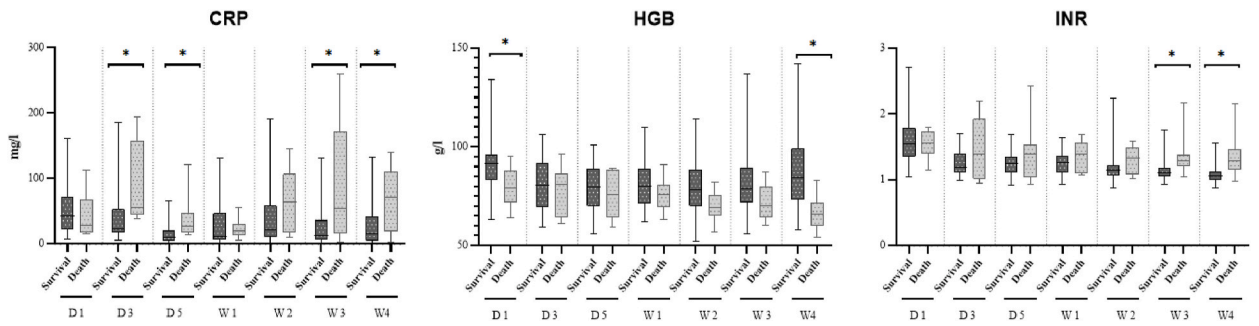 CRP
* * * *
300
200
100
0
mg/l
Survival Death Survival Death Survival Death Survival Death Survival Death Survival Death Survival Death
D 1 D 3 D 5 W 1 W 2 W 3 W 4
HGB
* *
150
100
50
g/l
Survival Death Survival Death Survival Death Survival Death Survival Death Survival Death Survival Death
D 1 D 3 D 5 W 1 W 2 W 3 W4
INR
* *
3
2
1
0
Survival Death Survival Death Survival Death Survival Death Survival Death Survival Death Survival Death
D 1 D 3 D 5 W 1 W 2 W 3 W4